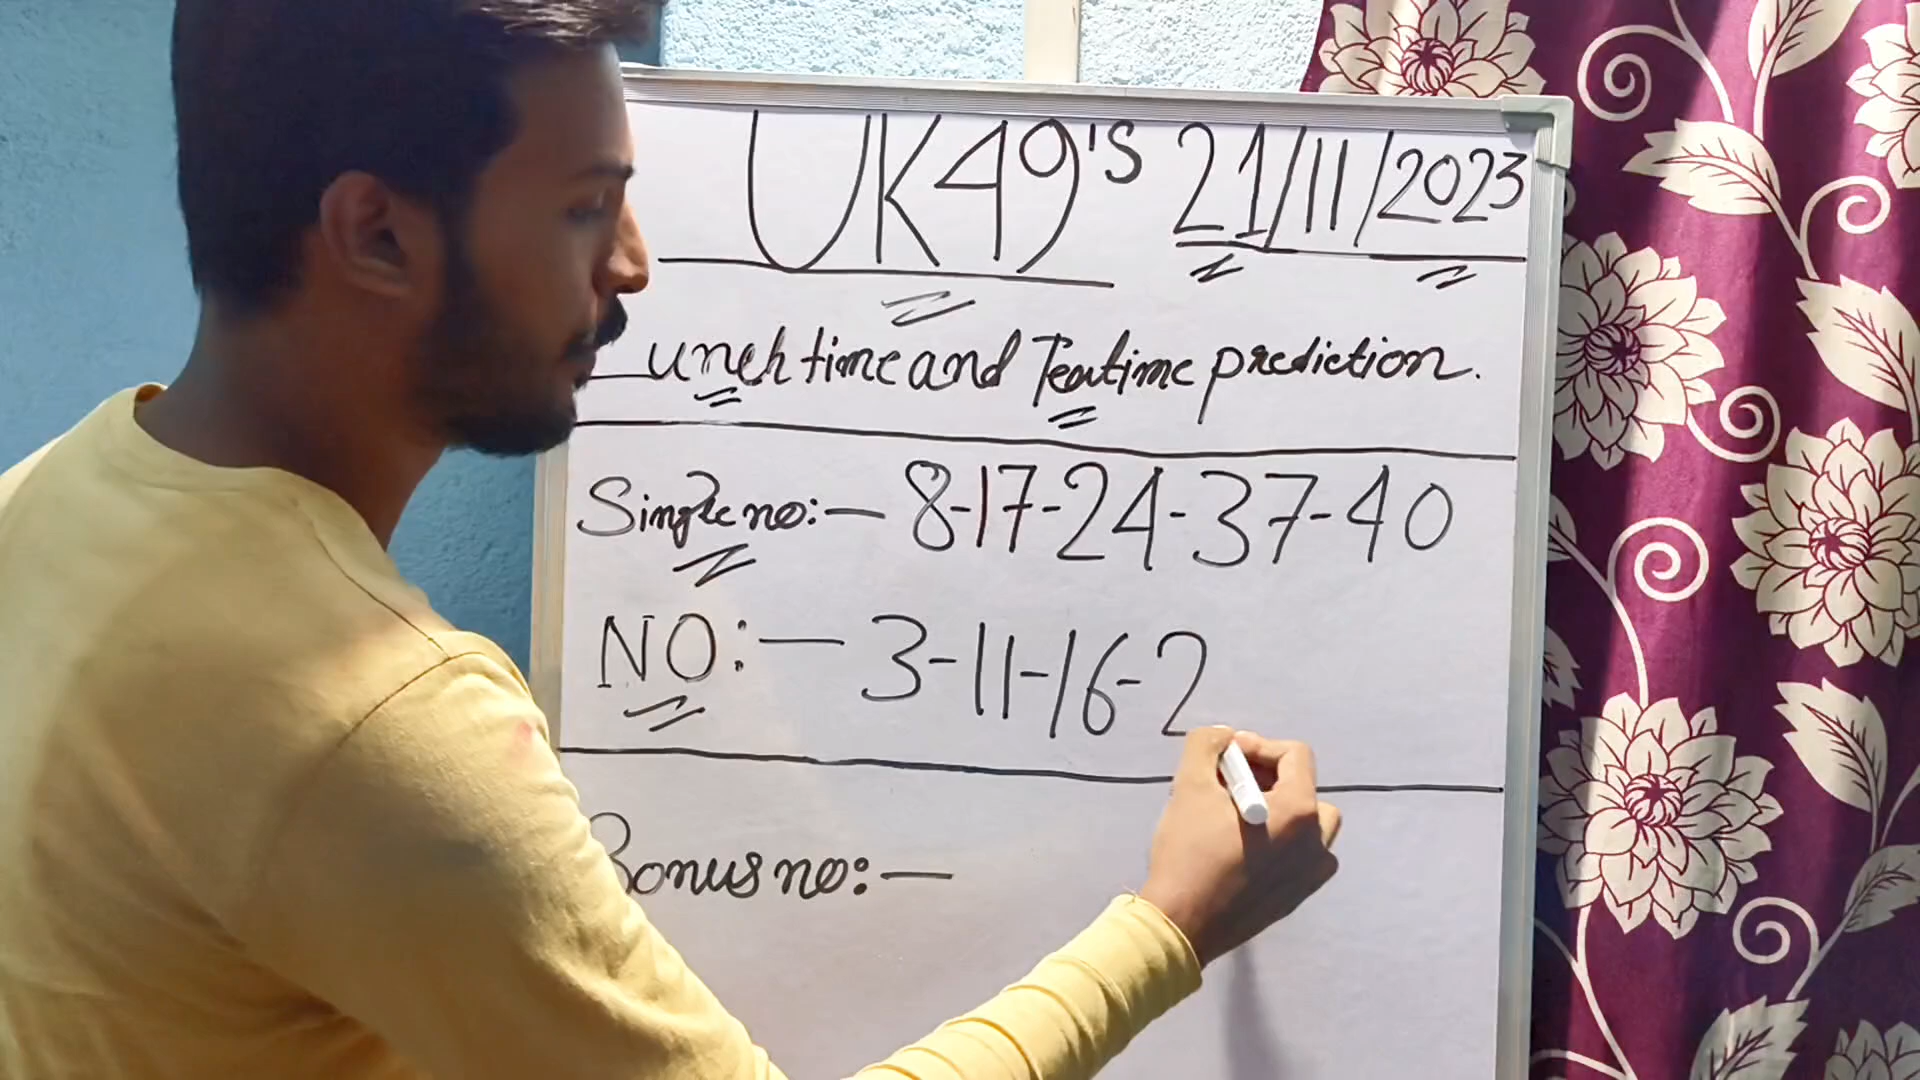 UK49's 21/11/2023
Lunch time and Teatime prediction.
Single no:— 8-17-24-37-40
NO:— 3-11-16-2
Bonus no:—